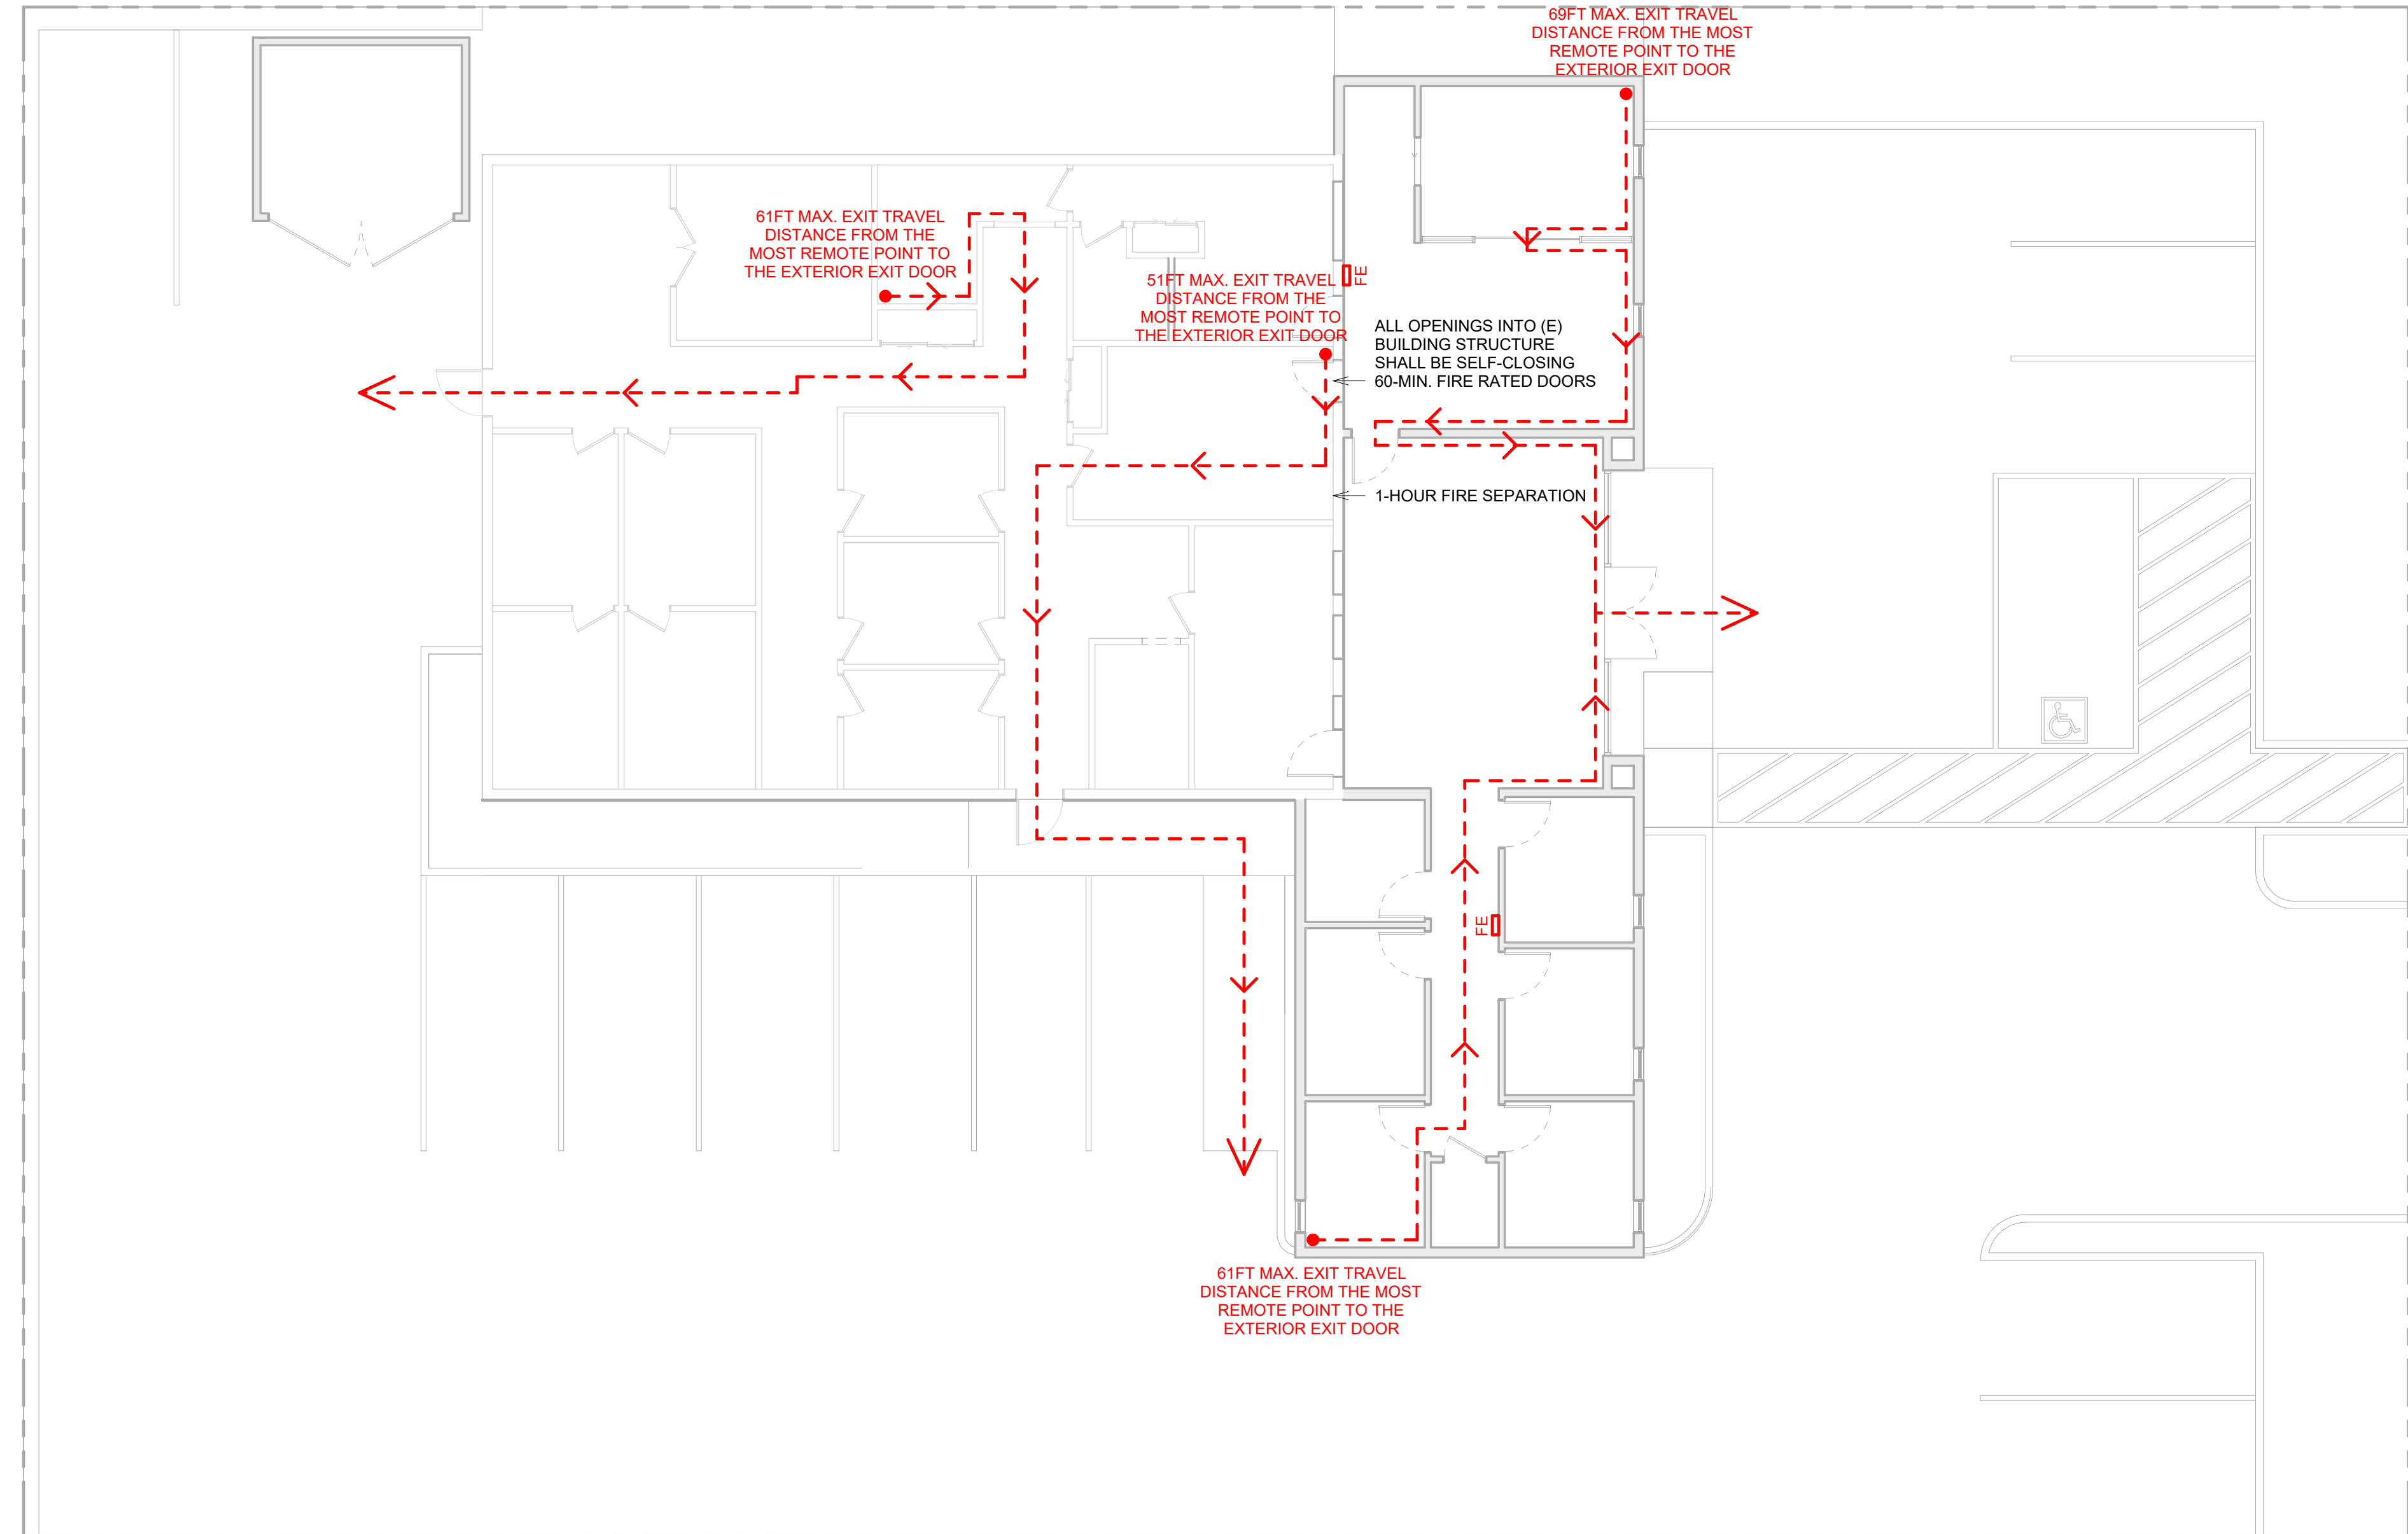 69FT MAX. EXIT TRAVEL
DISTANCE FROM THE MOST
REMOTE POINT TO THE
EXTERIOR EXIT DOOR
61FT MAX. EXIT TRAVEL
DISTANCE FROM THE
MOST REMOTE POINT TO
THE EXTERIOR EXIT DOOR
51FT MAX. EXIT TRAVEL
DISTANCE FROM THE
MOST REMOTE POINT TO
THE EXTERIOR EXIT DOOR
FE
ALL OPENINGS INTO (E)
BUILDING STRUCTURE
SHALL BE SELF-CLOSING
60-MIN. FIRE RATED DOORS
1-HOUR FIRE SEPARATION
FE
61FT MAX. EXIT TRAVEL
DISTANCE FROM THE MOST
REMOTE POINT TO THE
EXTERIOR EXIT DOOR